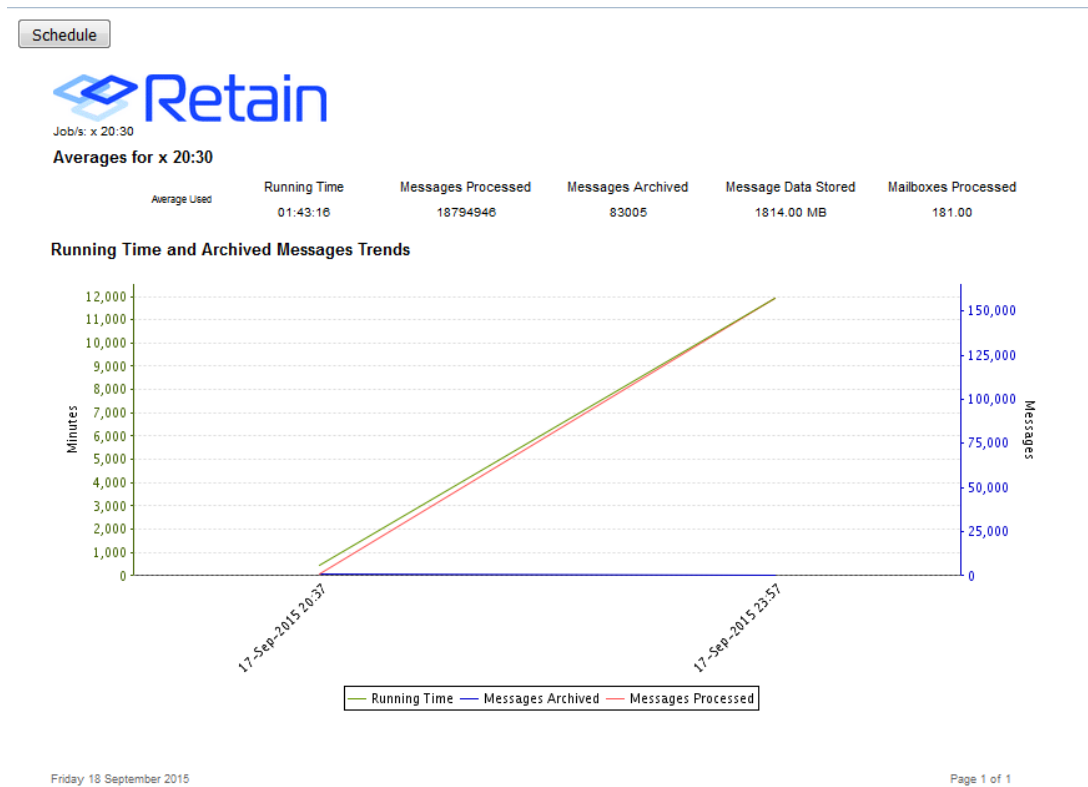 Schedule
Retain
Job/s: x 20:30
Averages for x 20:30
Running Time Messages Processed Messages Archived Message Data Stored Mailboxes Processed
Average Used 01:43:16 18794946 83005 1814.00 MB 181.00
Running Time and Archived Messages Trends
12,000
11,000
10,000
9,000
8,000
7,000
6,000
5,000
4,000
3,000
2,000
1,000
0
Minutes
150,000
125,000
100,000
75,000
50,000
25,000
0
Messages
17-Sep-2015 20:37
17-Sep-2015 23:57
Running Time Messages Archived Messages Processed
Friday 18 September 2015 Page 1 of 1